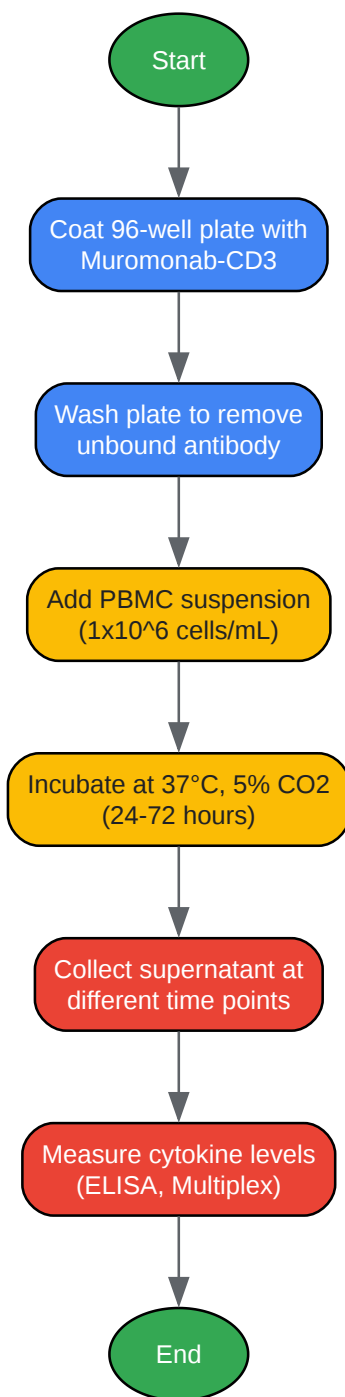 Start
Coat 96-well plate with
Muromonab-CD3
Wash plate to remove
unbound antibody
Add PBMC suspension
(1x10^6 cells/mL)
Incubate at 37°C, 5% CO2
(24-72 hours)
Collect supernatant at
different time points
Measure cytokine levels
(ELISA, Multiplex)
End